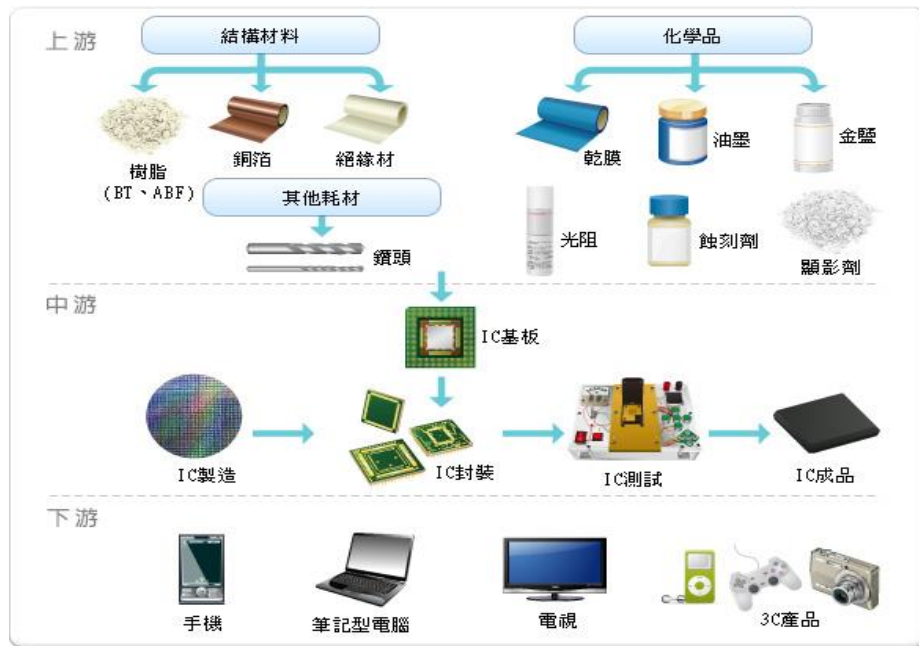 上游
結構材料
化學品
樹脂
(BT、ABF)
銅箔
絕緣材
乾膜
油墨
金鹽
其他耗材
鑽頭
光阻
蝕刻劑
顯影劑
中游
IC基板
IC製造
IC封裝
IC測試
IC成品
下游
手機
筆記型電腦
電視
3C產品